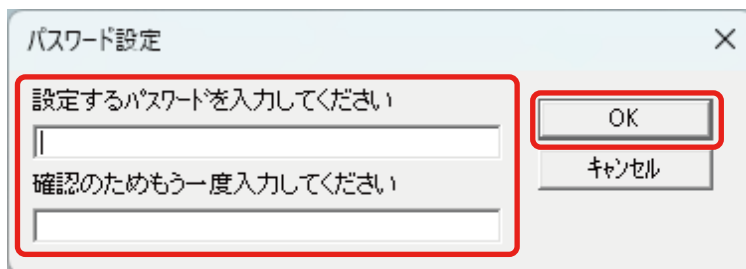 パスワード設定
設定するパスワードを入力してください
OK
キャンセル
確認のためもう一度入力してください